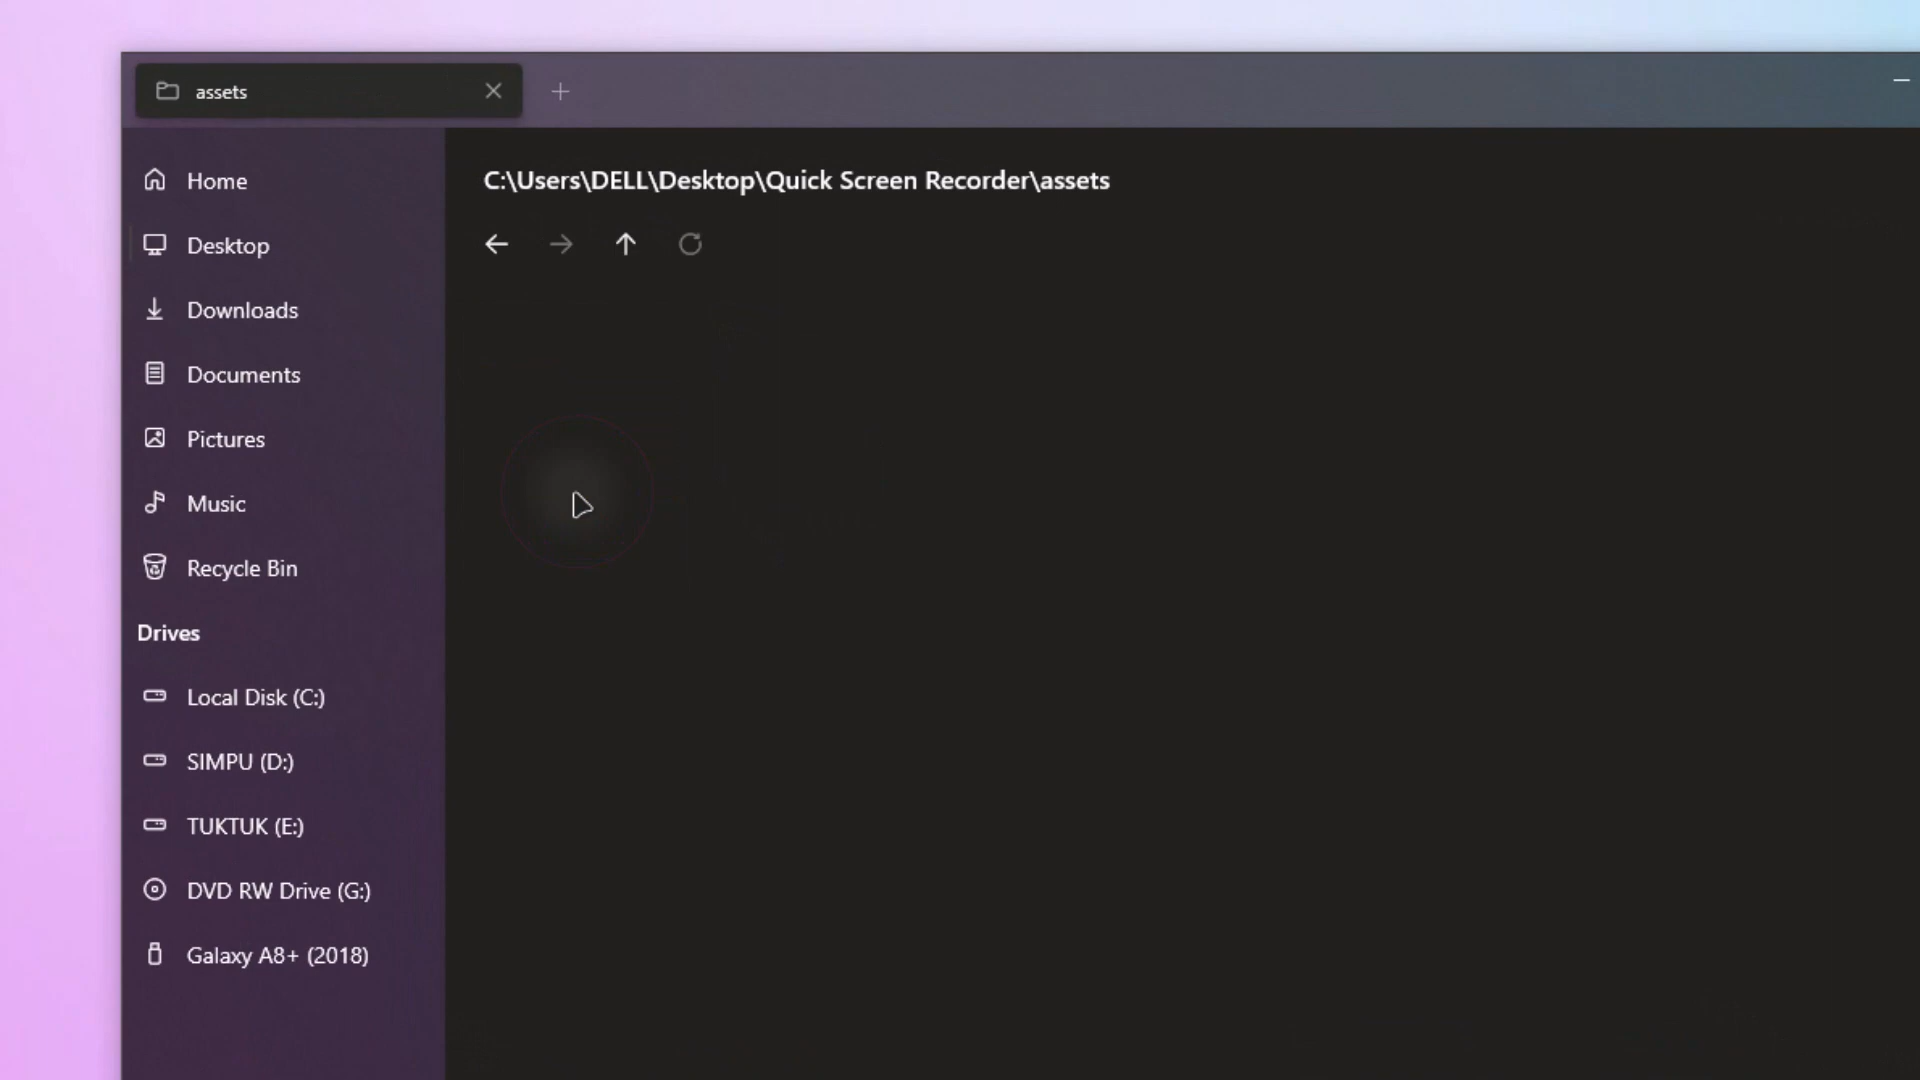 assets
Home
C:\Users\DELL\Desktop\Quick Screen Recorder\assets
Desktop
Downloads
Documents
Pictures
Music
Recycle Bin
Drives
Local Disk (C:)
SIMPU (D:)
TUKTUK (E:)
DVD RW Drive (G:)
Galaxy A8+ (2018)